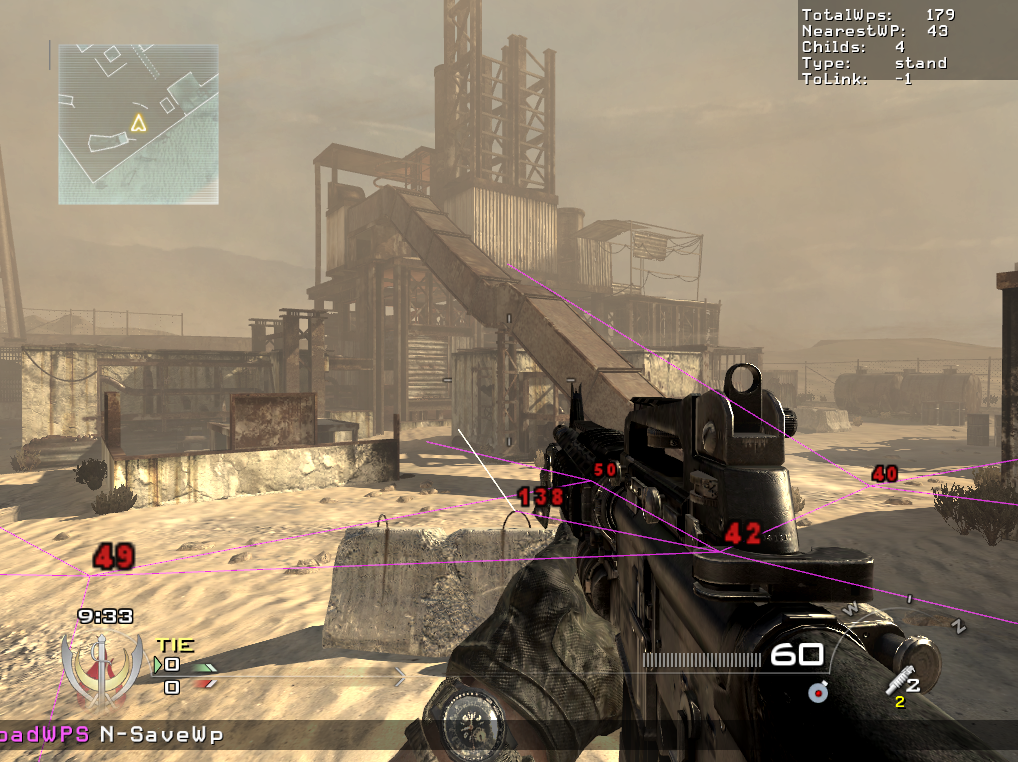 TotalWps: 179
NearestWP: 43
Childs: 4
Type: stand
ToLink: -1
50
40
138
42
49
9:33
TIE
0
0
60
W
N
2
oadWPS N-SaveWp